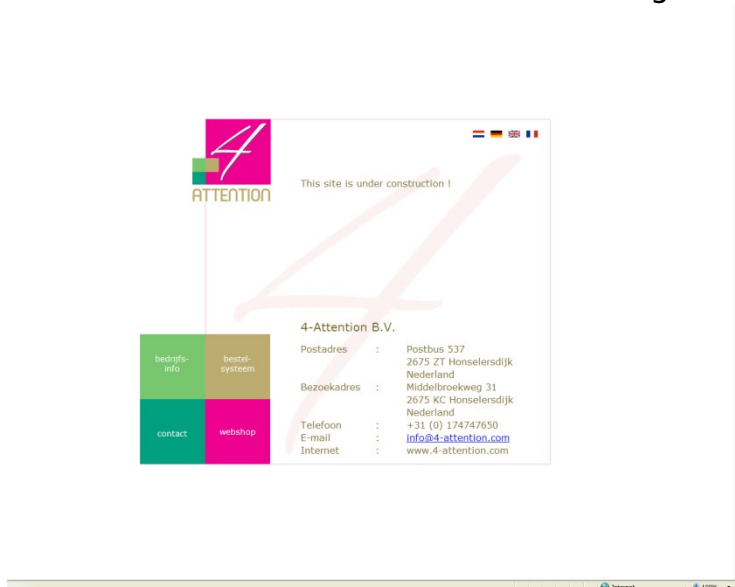 4
ATTENTION
This site is under construction !
4-Attention B.V.
Postadres : Postbus 537
2675 ZT Honselersdijk
Nederland
Bezoekadres : Middelbroekweg 31
2675 KC Honselersdijk
Nederland
Telefoon : +31 (0) 174747650
E-mail : info@4-attention.com
Internet : www.4-attention.com
bedrijfs-
info
bestel-
systeem
contact
webshop
Internet
100%